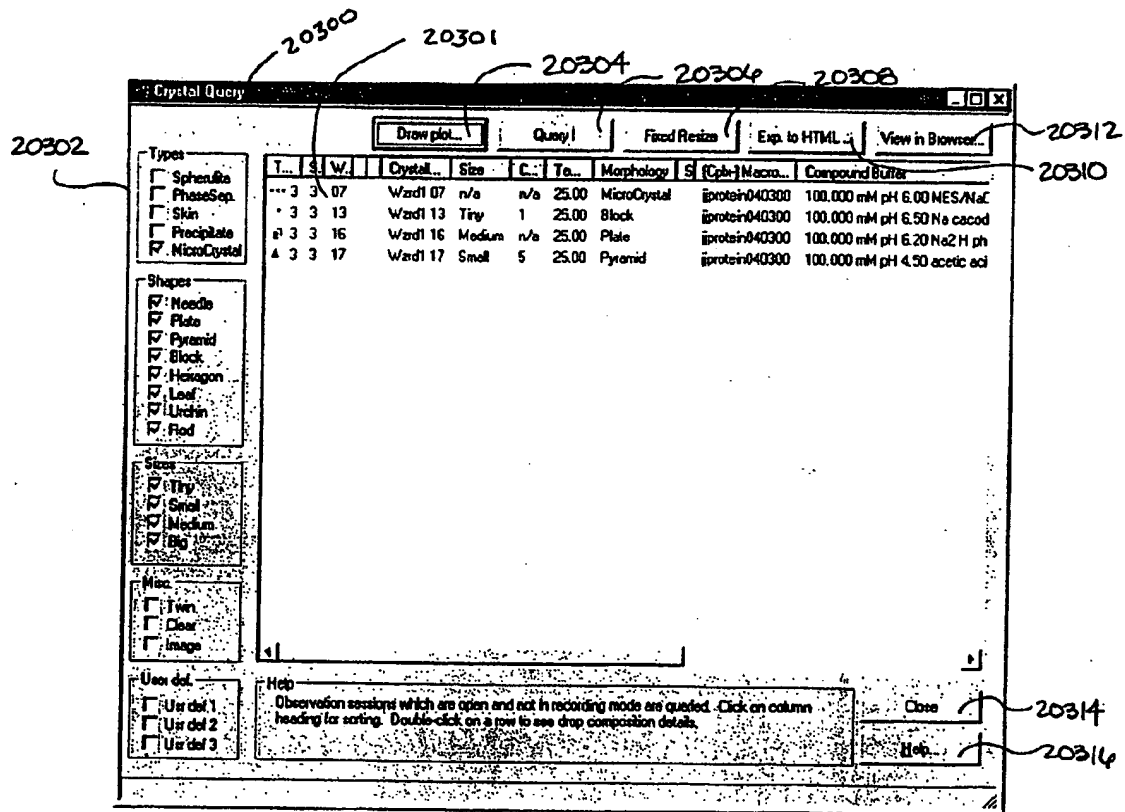 20300
20301
20304
20306
20308
Crystal Query
20302
Draw plot...
Query!
Fixed Resize
Exp. to HTML...
View in Browser...
20312
20310
Types
Spherulite
PhaseSep.
Skin
Precipitate
MicroCrystal
T... S. W. Crystall... Size C... Te... Morphology S (Cplx-) Macro... Compound Buffer
3 3 07 Wzrd1 07 n/a n/a 25.00 MicroCrystal jjprotein040300 100.000 mM pH 6.00 MES/NaC
3 3 13 Wzrd1 13 Tiny 1 25.00 Block jjprotein040300 100.000 mM pH 6.50 Na cacod
3 3 16 Wzrd1 16 Medium n/a 25.00 Plate jjprotein040300 100.000 mM pH 6.20 Na2 H ph
3 3 17 Wzrd1 17 Small 5 25.00 Pyramid jjprotein040300 100.000 mM pH 4.50 acetic aci
Shapes
Needle
Plate
Pyramid
Block
Hexagon
Leaf
Urchin
Rod
Sizes
Tiny
Small
Medium
Big
Misc.
Twin
Clear
Image
User def.
Usr def 1
Usr def 2
Usr def 3
Help
Observation sessions which are open and not in recording mode are queried. Click on column
heading for sorting. Double-click on a row to see drop composition details.
Close
20314
Help...
20316